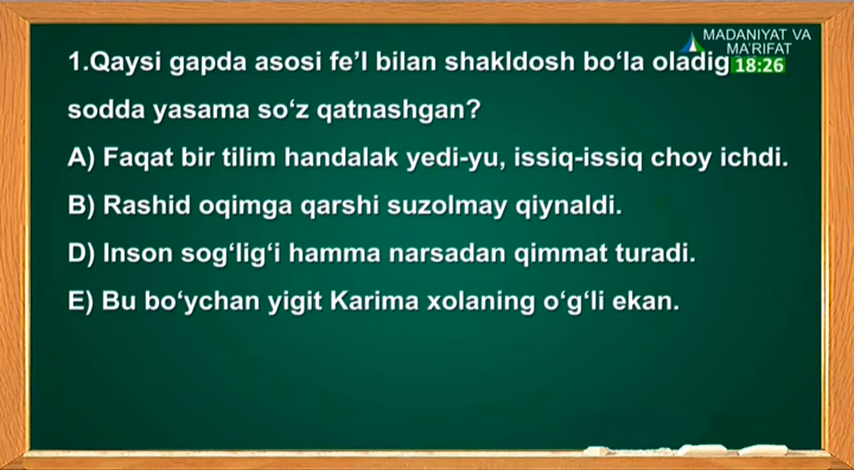 MADANIYAT VA
MA'RIFAT
18:26
1.Qaysi gapda asosi fe’l bilan shakldosh bo‘la oladig
sodda yasama so‘z qatnashgan?
A) Faqat bir tilim handalak yedi-yu, issiq-issiq choy ichdi.
B) Rashid oqimga qarshi suzolmay qiynaldi.
D) Inson sog‘lig‘i hamma narsadan qimmat turadi.
E) Bu bo‘ychan yigit Karima xolaning o‘g‘li ekan.